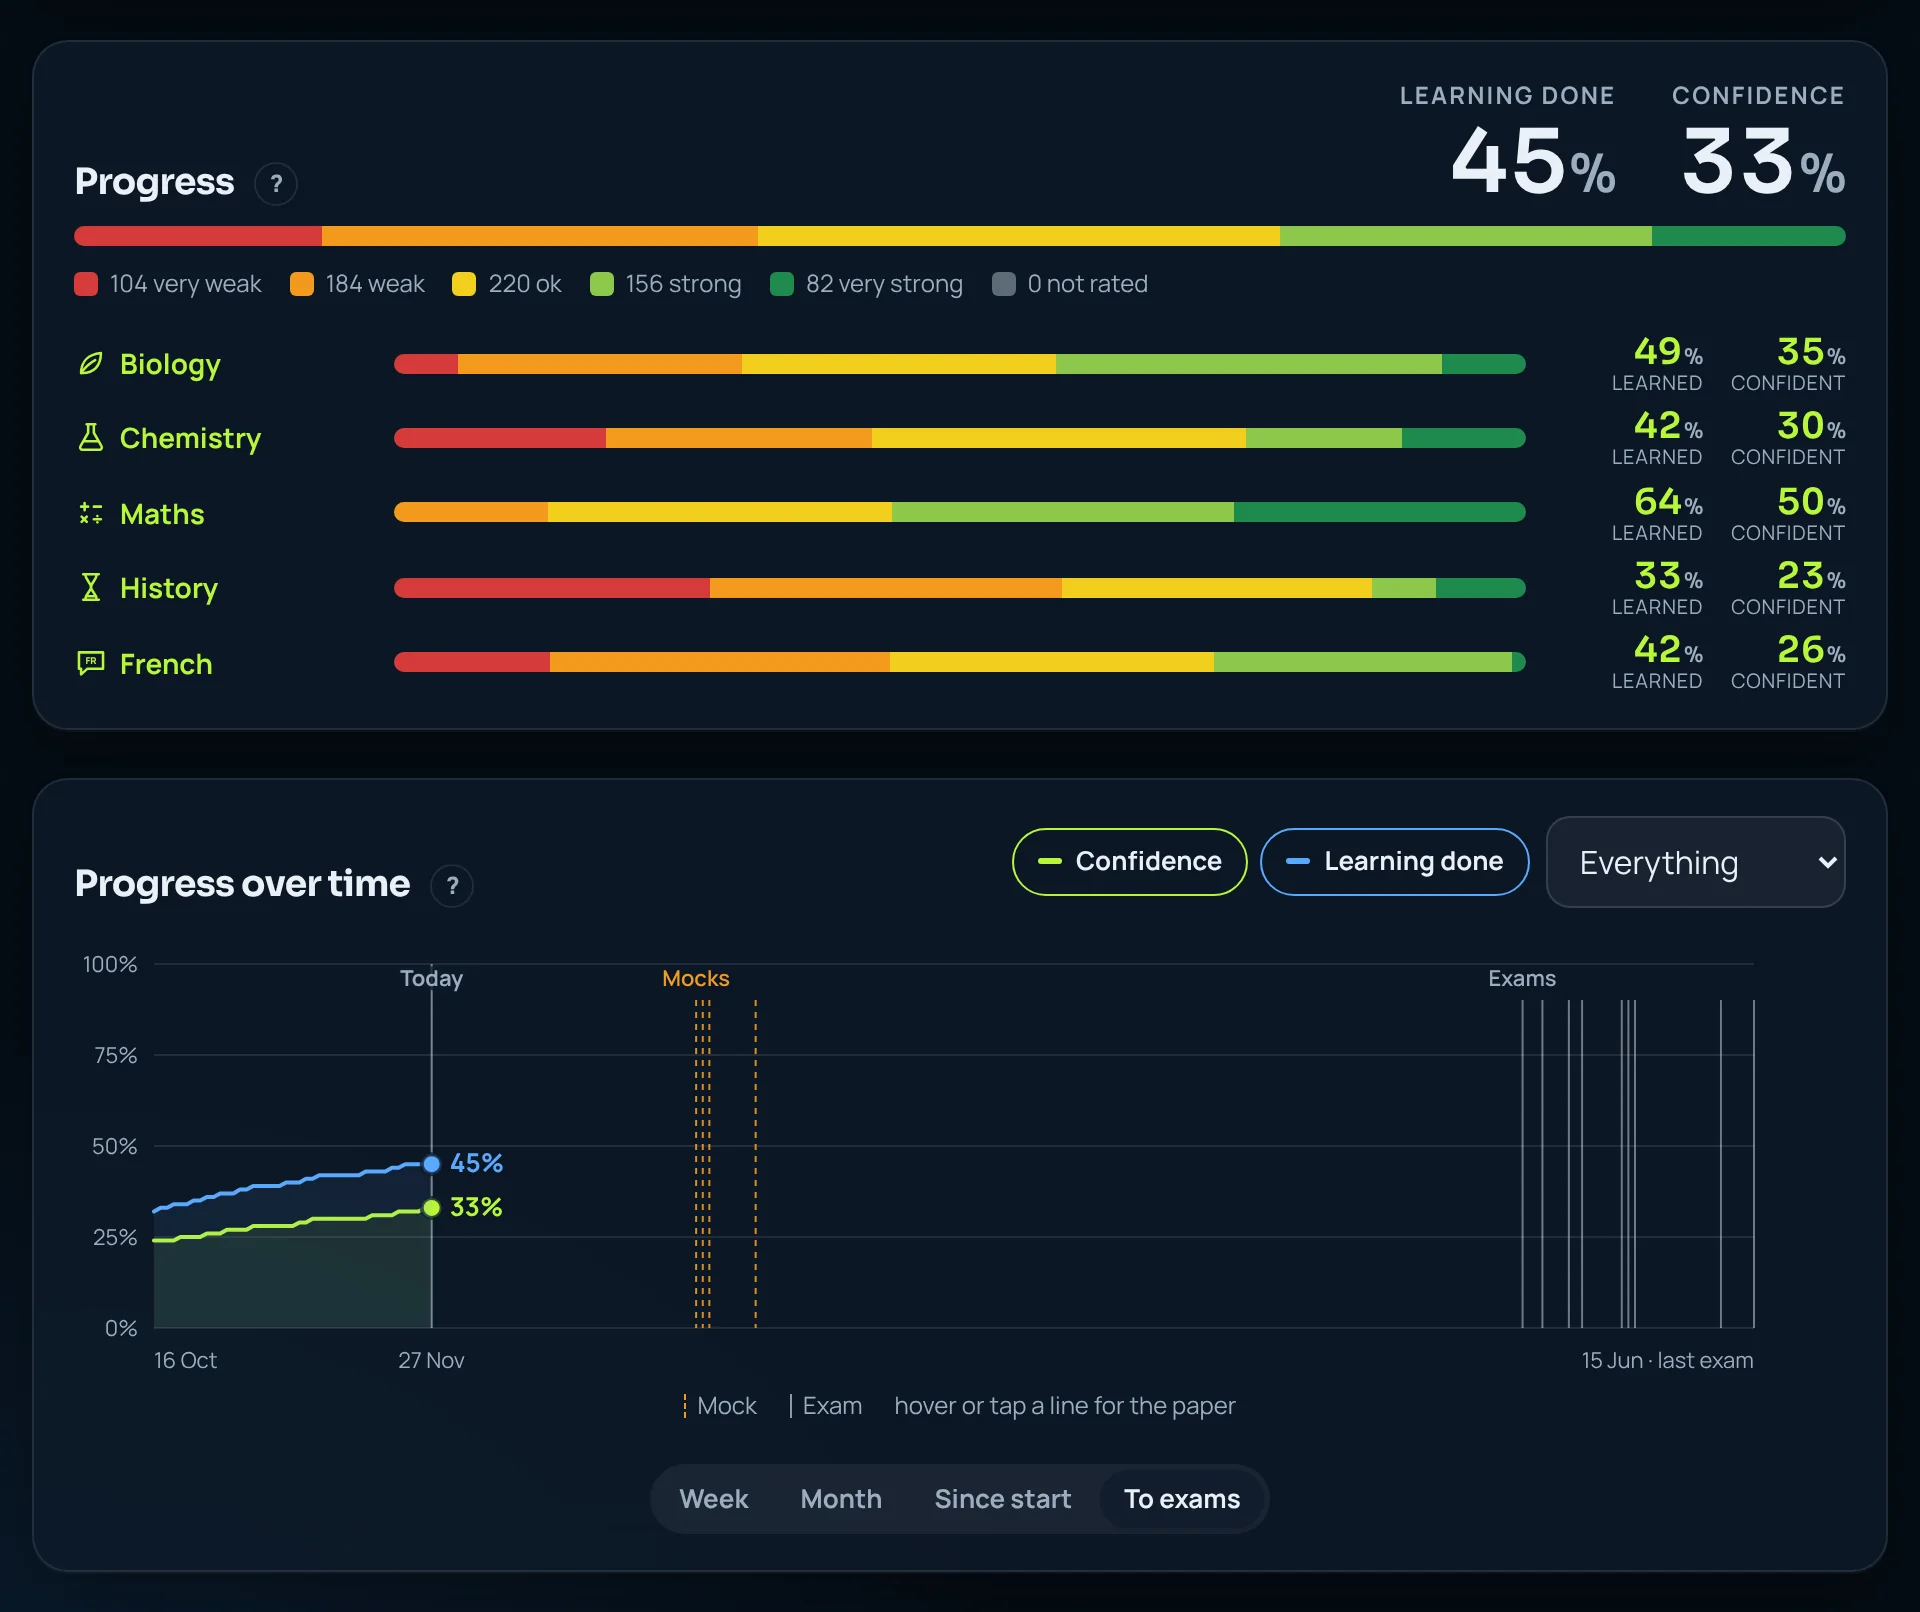 LEARNING DONE CONFIDENCE
Progress ? 45% 33%
104 very weak 184 weak 220 ok 156 strong 82 very strong 0 not rated
Biology 49% LEARNED 35% CONFIDENT
Chemistry 42% LEARNED 30% CONFIDENT
Maths 64% LEARNED 50% CONFIDENT
History 33% LEARNED 23% CONFIDENT
FR French 42% LEARNED 26% CONFIDENT
Progress over time ? Confidence Learning done Everything
100%
Today Mocks Exams
75%
50%
45%
33%
25%
0%
16 Oct 27 Nov 15 Jun · last exam
Mock Exam hover or tap a line for the paper
Week Month Since start To exams